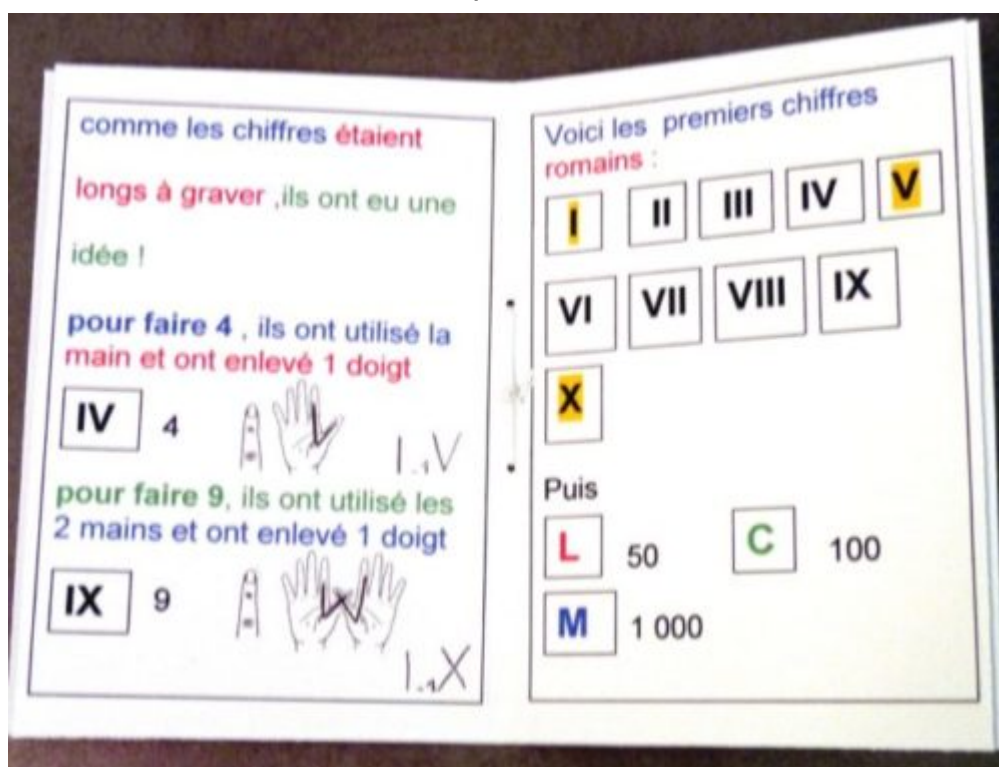 comme les chiffres étaient
longs à graver ,ils ont eu une
idée !
pour faire 4 , ils ont utilisé la
main et ont enlevé 1 doigt
IV 4
I -1 V
pour faire 9, ils ont utilisé les
2 mains et ont enlevé 1 doigt
IX 9
I -1 X
Voici les premiers chiffres
romains :
I II III IV V
VI VII VIII IX
X
Puis
L 50 C 100
M 1 000